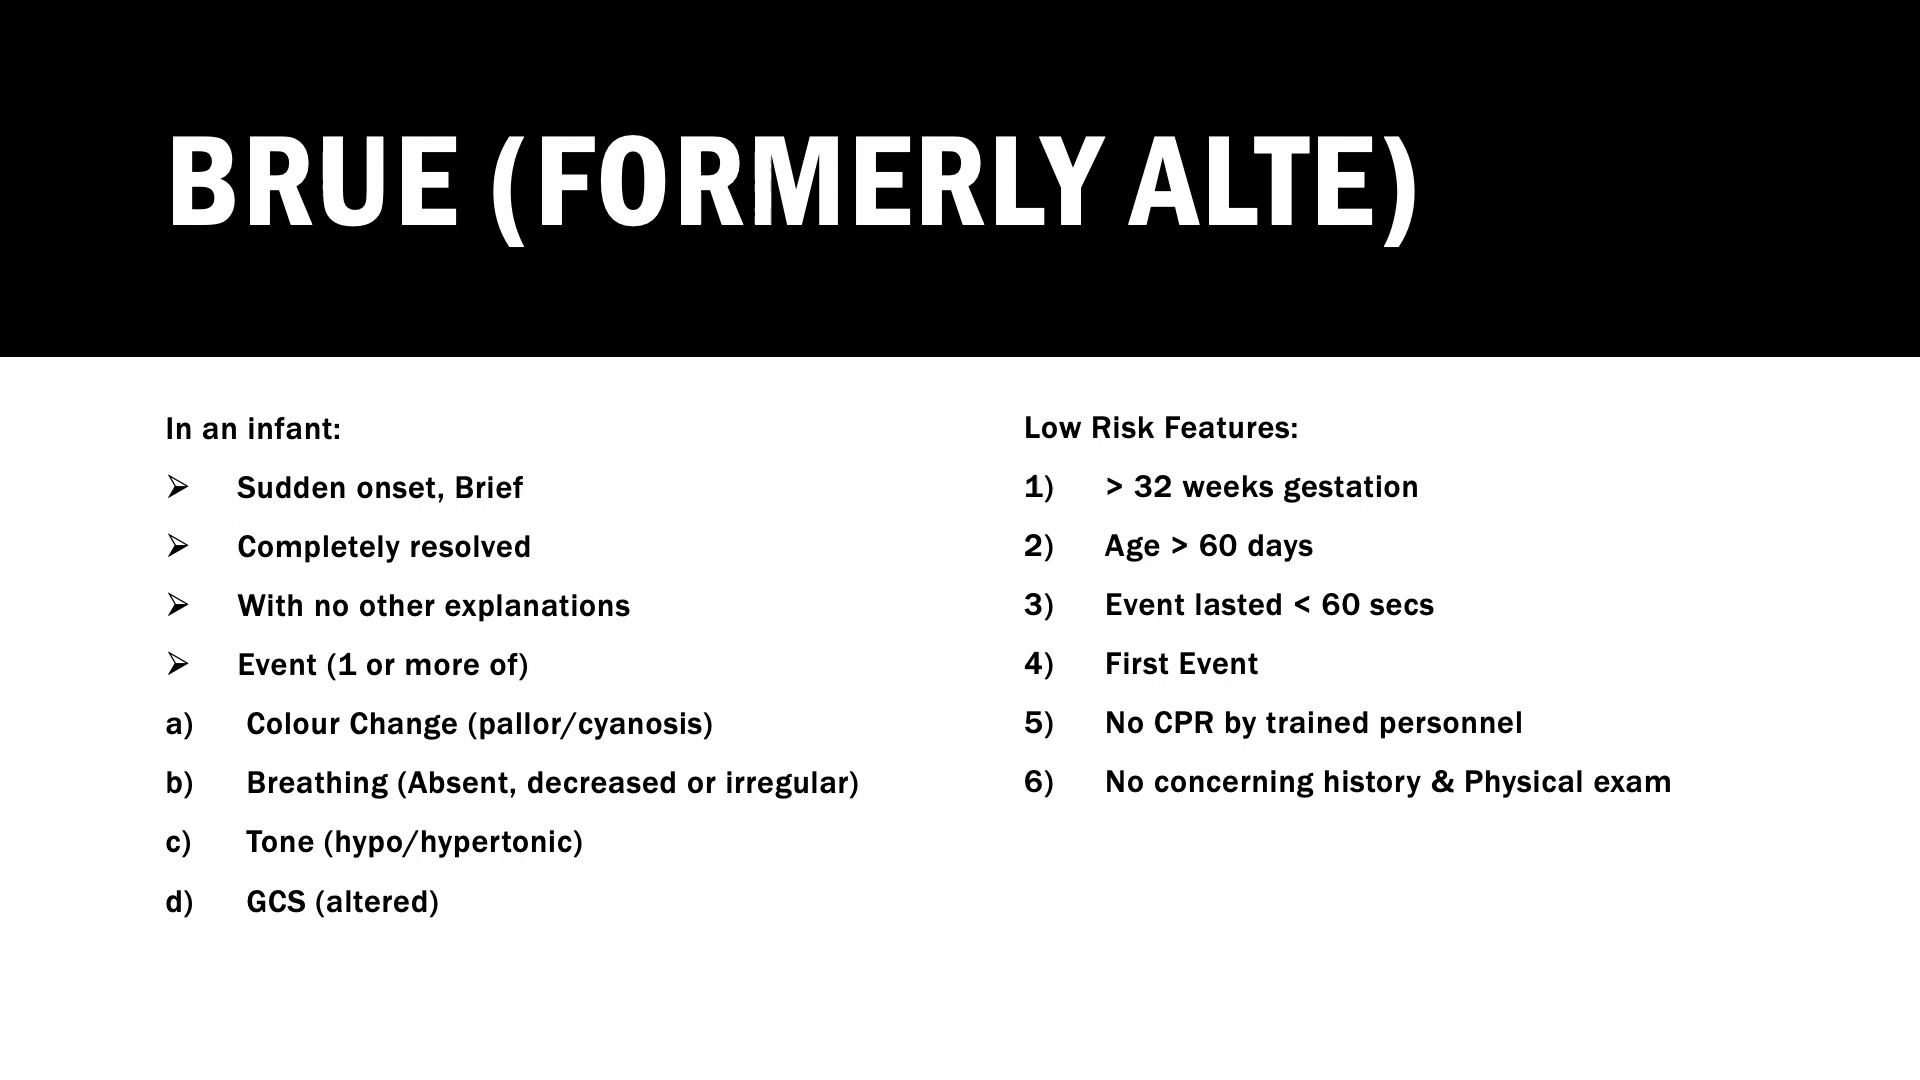 BRUE (FORMERLY ALTE)
In an infant:
➢ Sudden onset, Brief
➢ Completely resolved
➢ With no other explanations
➢ Event (1 or more of)
a) Colour Change (pallor/cyanosis)
b) Breathing (Absent, decreased or irregular)
c) Tone (hypo/hypertonic)
d) GCS (altered)
Low Risk Features:
1) > 32 weeks gestation
2) Age > 60 days
3) Event lasted < 60 secs
4) First Event
5) No CPR by trained personnel
6) No concerning history & Physical exam